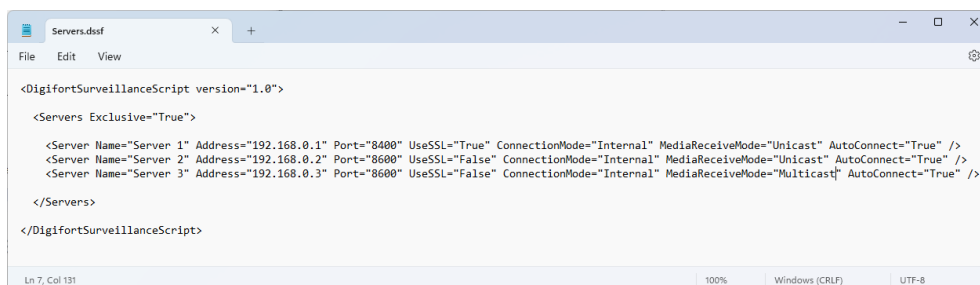 Servers.dssf
File Edit View
<DigifortSurveillanceScript version="1.0">
<Servers Exclusive="True">
<Server Name="Server 1" Address="192.168.0.1" Port="8400" UseSSL="True" ConnectionMode="Internal" MediaReceiveMode="Unicast" AutoConnect="True" />
<Server Name="Server 2" Address="192.168.0.2" Port="8600" UseSSL="False" ConnectionMode="Internal" MediaReceiveMode="Unicast" AutoConnect="True" />
<Server Name="Server 3" Address="192.168.0.3" Port="8600" UseSSL="False" ConnectionMode="Internal" MediaReceiveMode="Multicast" AutoConnect="True" />
</Servers>
</DigifortSurveillanceScript>
Ln 7, Col 131 100% Windows (CRLF) UTF-8